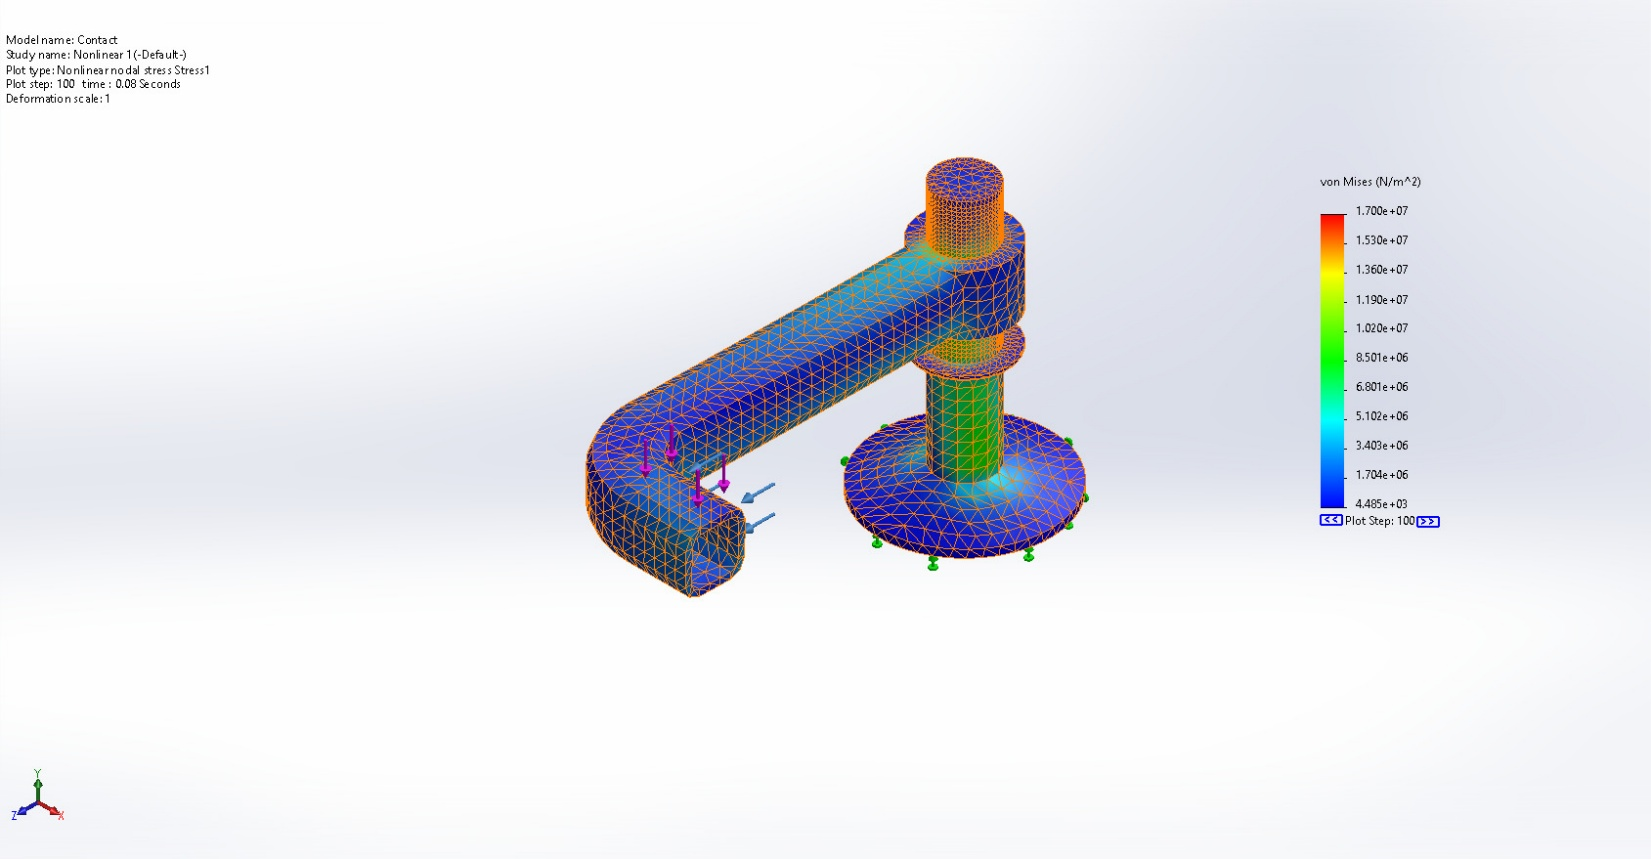 Model name: Contact
Study name: Nonlinear 1(-Default-)
Plot type: Nonlinear nodal stress Stress1
Plot step: 100 time : 0.08 Seconds
Deformation scale: 1
von Mises (N/m^2)
1.700e+07
1.530e+07
1.360e+07
1.190e+07
1.020e+07
8.501e+06
6.801e+06
5.102e+06
3.403e+06
1.704e+06
4.485e+03
<< Plot Step: 100 >>
Y
Z
X